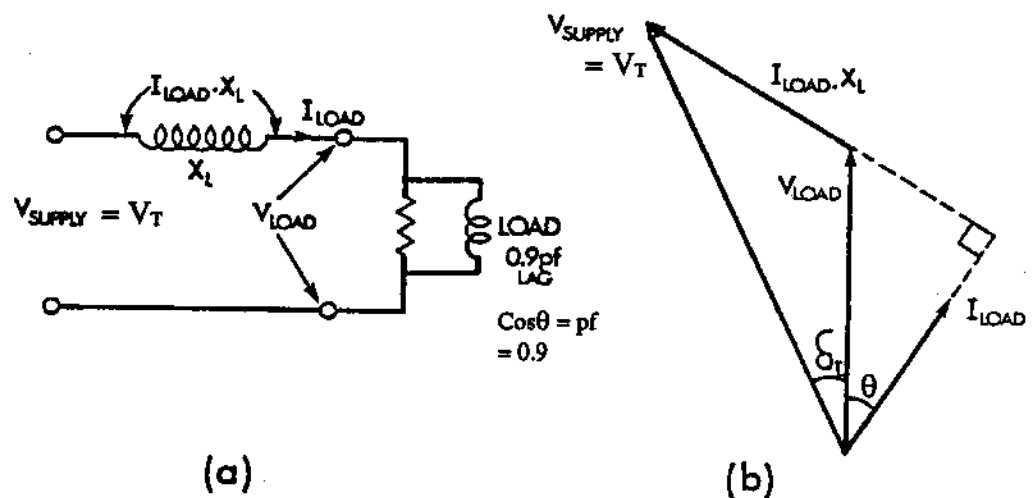 I_LOAD.X_L
I_LOAD
X_L
V_SUPPLY = V_T
V_LOAD
LOAD
0.9pf
LAG
Cosθ = pf
= 0.9
(a)
V_SUPPLY
= V_T
I_LOAD.X_L
V_LOAD
I_LOAD
δ_T
θ
(b)